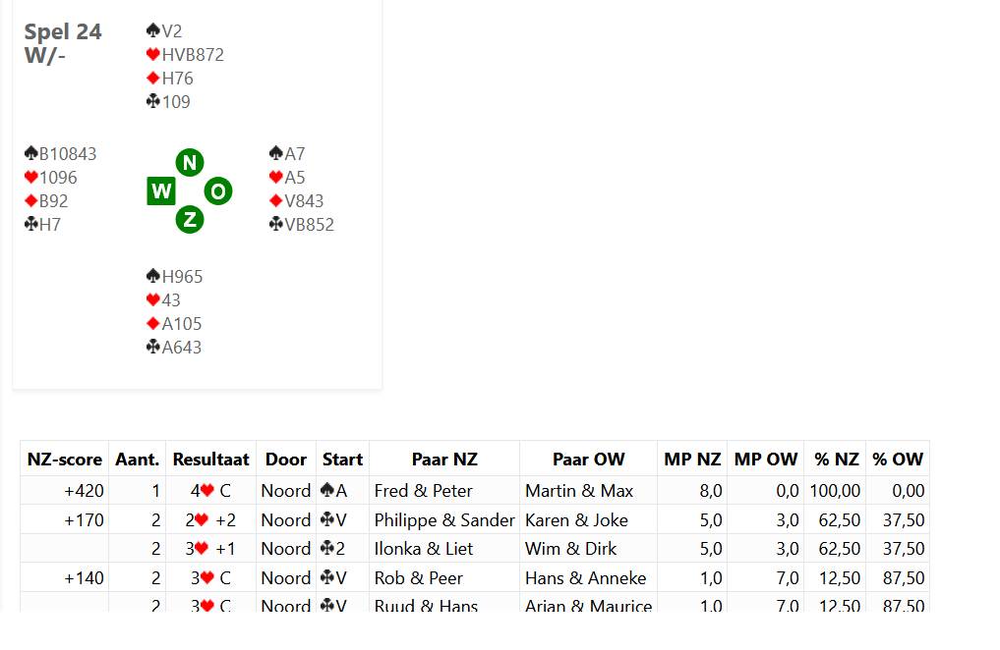 Spel 24
W/-
♠V2
♥HVB872
♦H76
♣109
♠B10843
♥1096
♦B92
♣H7
N
W O
Z
♠A7
♥A5
♦V843
♣VB852
♠H965
♥43
♦A105
♣A643
NZ-score Aant. Resultaat Door Start Paar NZ Paar OW MP NZ MP OW % NZ % OW
+420 1 4♥ C Noord ♠A Fred & Peter Martin & Max 8,0 0,0 100,00 0,00
+170 2 2♥ +2 Noord ♣V Philippe & Sander Karen & Joke 5,0 3,0 62,50 37,50
2 3♥ +1 Noord ♣2 Ilonka & Liet Wim & Dirk 5,0 3,0 62,50 37,50
+140 2 3♥ C Noord ♣V Rob & Peer Hans & Anneke 1,0 7,0 12,50 87,50
2 3♥ C Noord ♣V Ruud & Hans Arian & Maurice 1,0 7,0 12,50 87,50